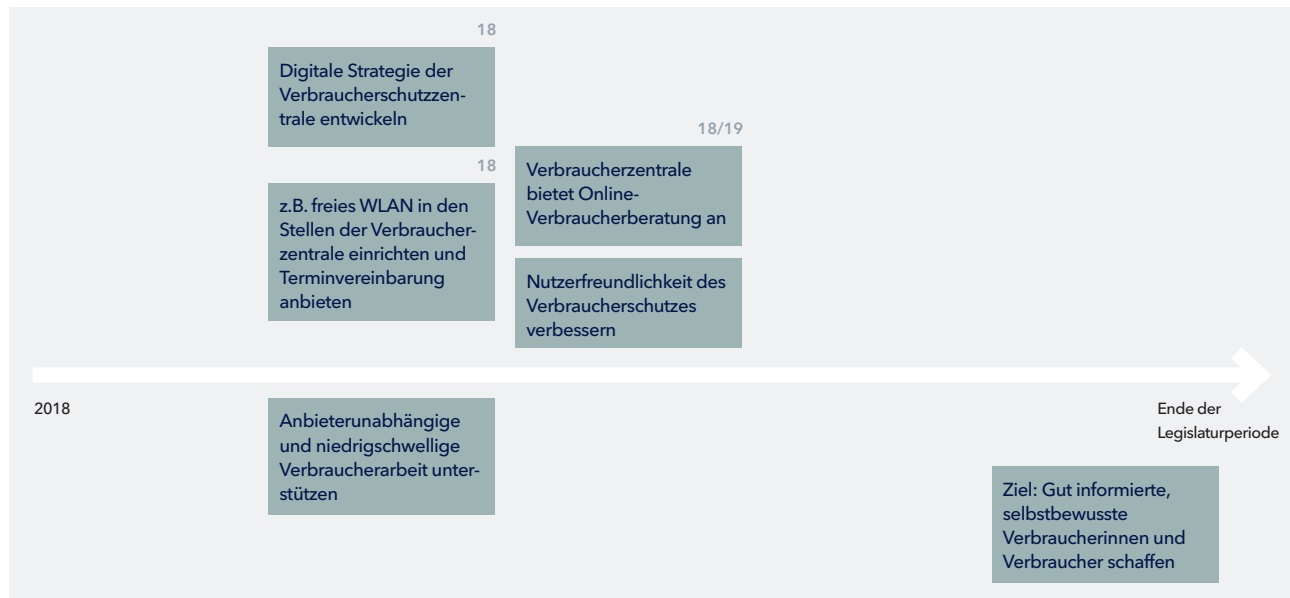 18
Digitale Strategie der
Verbraucherschutzzen-
trale entwickeln
18
z.B. freies WLAN in den
Stellen der Verbraucher-
zentrale einrichten und
Terminvereinbarung
anbieten
18/19
Verbraucherzentrale
bietet Online-
Verbraucherberatung an
Nutzerfreundlichkeit des
Verbraucherschutzes
verbessern
2018
Ende der
Legislaturperiode
Anbieterunabhängige
und niedrigschwellige
Verbraucherarbeit unter-
stützen
Ziel: Gut informierte,
selbstbewusste
Verbraucherinnen und
Verbraucher schaffen